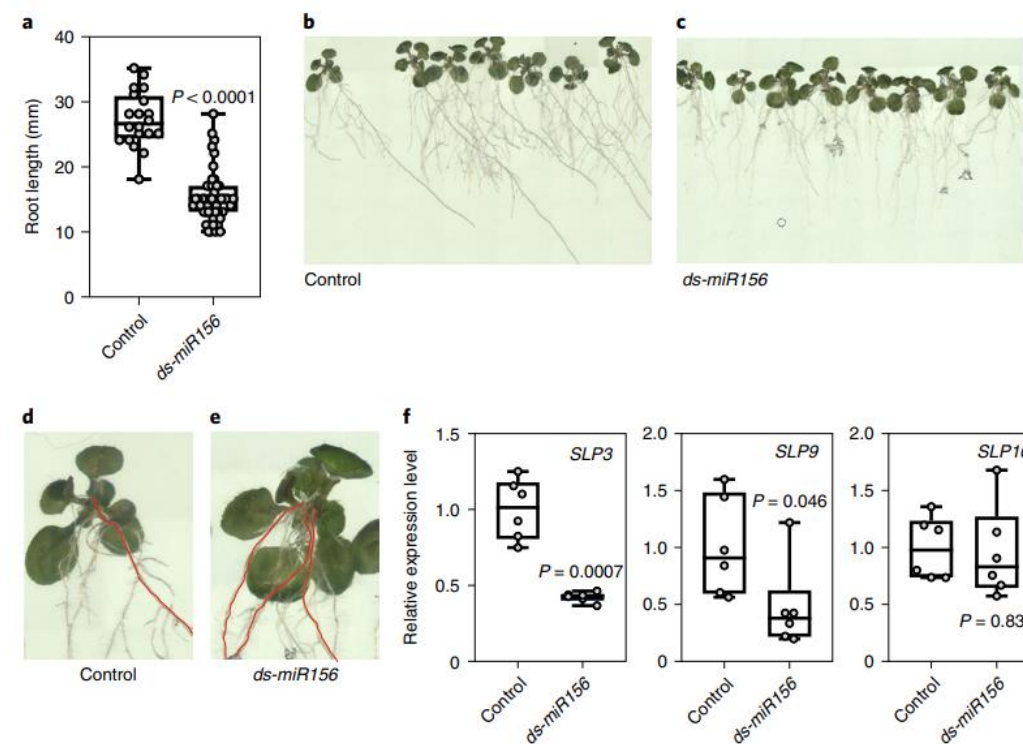 a
40
30
20
10
0
Root length (mm)
P < 0.0001
Control
ds-miR156
b
Control
c
ds-miR156
d
Control
e
ds-miR156
f
Relative expression level
1.5
1.0
0.5
0
SLP3
P = 0.0007
Control
ds-miR156
2.0
1.5
1.0
0.5
0
SLP9
P = 0.046
Control
ds-miR156
2.0
1.5
1.0
0.5
0
P = 0.83
Control
ds-miR156